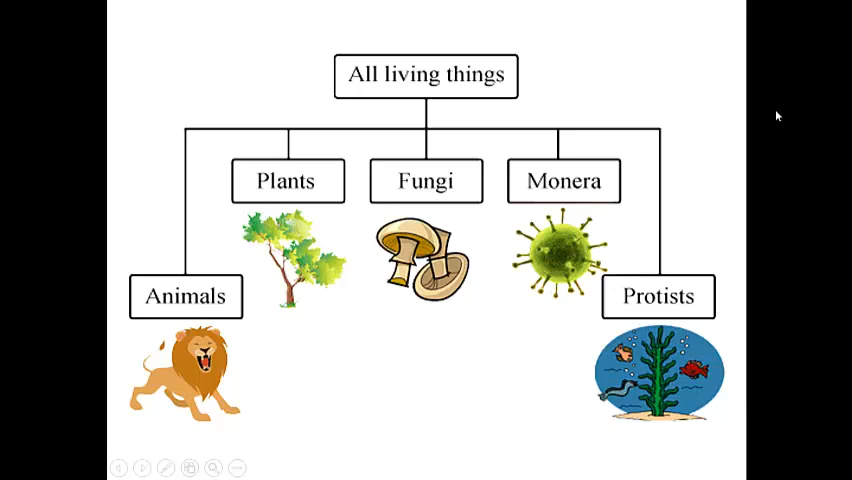 All living things
Plants
Fungi
Monera
Animals
Protists